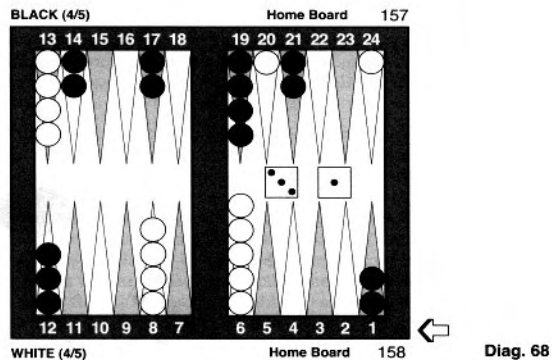 BLACK (4/5) Home Board 157
13 14 15 16 17 18 19 20 21 22 23 24
12 11 10 9 8 7 6 5 4 3 2 1
WHITE (4/5) Home Board 158
Diag. 68